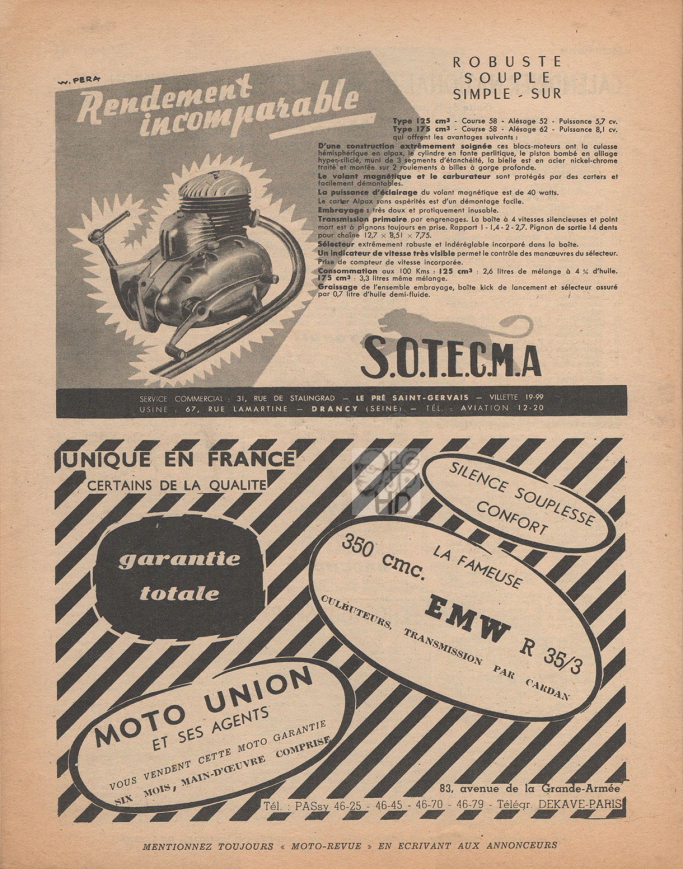 W. PERA
Rendement
incomparable
ROBUSTE
SOUPLE
SIMPLE - SUR
Type 125 cm³ - Course 58 - Alésage 52 - Puissance 5,7 cv.
Type 175 cm³ - Course 58 - Alésage 62 - Puissance 8,1 cv.
qui offrent les avantages suivants :
D'une construction extrêmement soignée ces blocs-moteurs ont la culasse
hémisphérique en alpax, le cylindre en fonte perlitique, le piston bombé en alliage
hyper-silicié, muni de 3 segments d'étanchéité, la bielle est en acier nickel-chrome
traité et montée sur 2 roulements à billes à gorge profonde.
Le volant magnétique et le carburateur sont protégés par des carters et
facilement démontables.
La puissance d'éclairage du volant magnétique est de 40 watts.
Le carter Alpax sans aspérités est d'un démontage facile.
Embrayage : très doux et pratiquement inusable.
Transmission primaire par engrenages. La boîte à 4 vitesses silencieuses et point
mort est à pignons toujours en prise. Rapport 1 - 1,4 - 2 - 2,7. Pignon de sortie 14 dents
pour chaîne 12,7 × 8,51 × 7,75.
Sélecteur extrêmement robuste et indéréglable incorporé dans la boîte.
Un indicateur de vitesse très visible permet le contrôle des manœuvres du sélecteur.
Prise de compteur de vitesse incorporée.
Consommation aux 100 Kms : 125 cm³ : 2,6 litres de mélange à 4 % d'huile.
175 cm³ : 3,3 litres même mélange.
Graissage de l'ensemble embrayage, boîte kick de lancement et sélecteur assuré
par 0,7 litre d'huile demi-fluide.
S.O.T.E.C.M.A
SERVICE COMMERCIAL : 31, RUE DE STALINGRAD — LE PRÉ SAINT-GERVAIS — VILLETTE 19-99
USINE : 67, RUE LAMARTINE — DRANCY (SEINE) — TÉL. : AVIATION 12-20
UNIQUE EN FRANCE
CERTAINS DE LA QUALITE
HD
SILENCE SOUPLESSE
CONFORT
garantie
totale
350 cmc.
LA FAMEUSE
EMW R 35/3
CULBUTEURS, TRANSMISSION PAR CARDAN
MOTO UNION
ET SES AGENTS
VOUS VENDENT CETTE MOTO GARANTIE
SIX MOIS, MAIN-D'ŒUVRE COMPRISE
83, avenue de la Grande-Armée
Tél. : PASsy 46-25 - 46-45 - 46-70 - 46-79 - Télégr. DEKAVE-PARIS
MENTIONNEZ TOUJOURS « MOTO-REVUE » EN ECRIVANT AUX ANNONCEURS